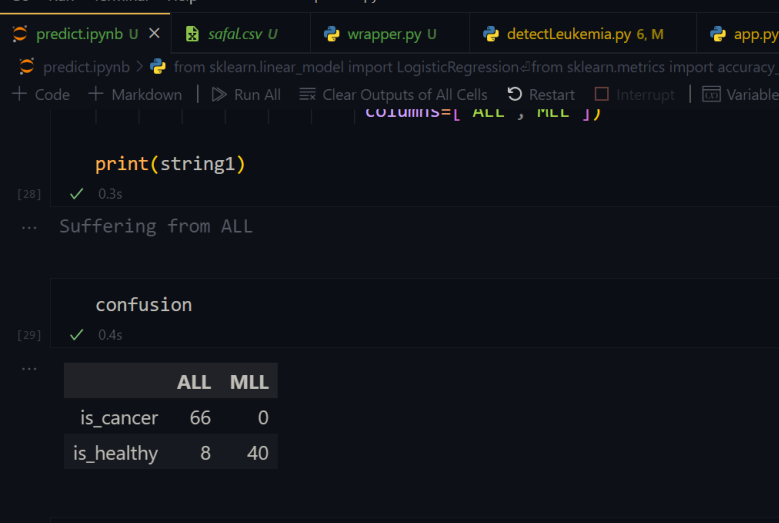 predict.ipynb U safal.csv U wrapper.py U detectLeukemia.py 6, M app.py
predict.ipynb > from sklearn.linear_model import LogisticRegression from sklearn.metrics import accuracy_
+ Code + Markdown | Run All Clear Outputs of All Cells Restart Interrupt | Variable
columns=['ALL', 'MLL'])
print(string1)
[28] 0.3s
... Suffering from ALL
confusion
[29] 0.4s
...
ALL MLL
is_cancer 66 0
is_healthy 8 40